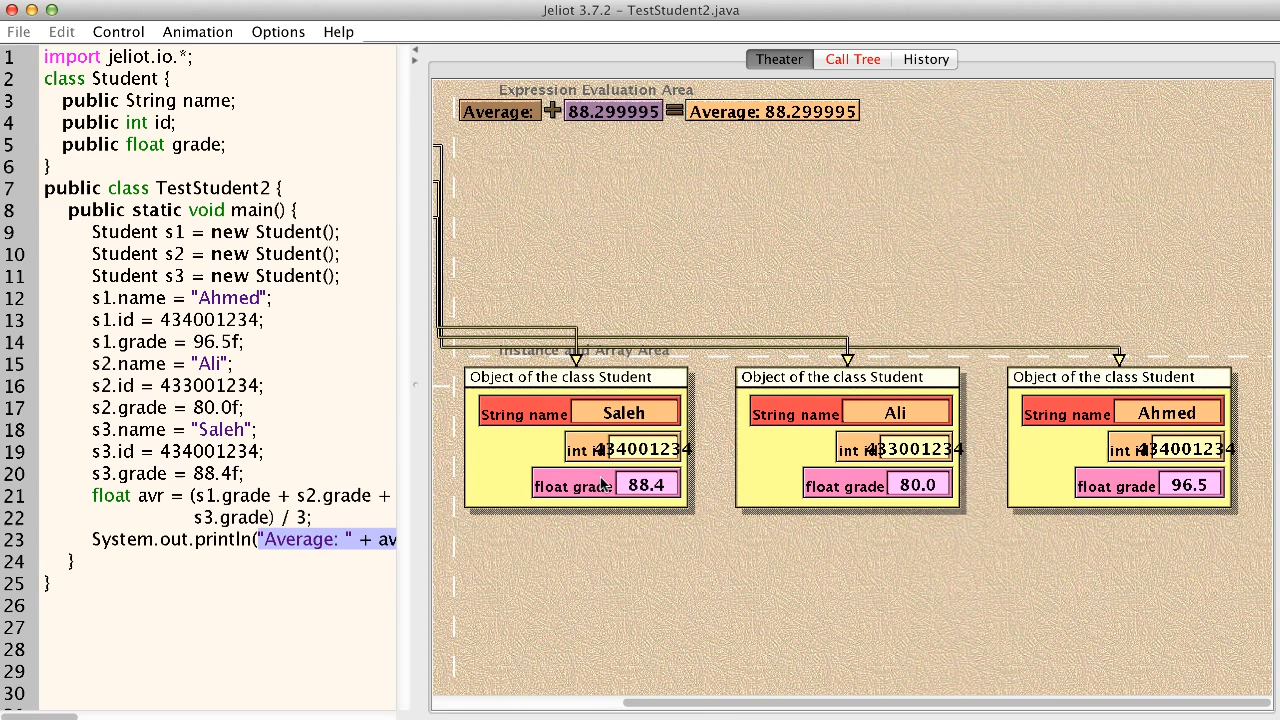 Jeliot 3.7.2 - TestStudent2.java
File Edit Control Animation Options Help
1 import jeliot.io.*;
2 class Student {
3 public String name;
4 public int id;
5 public float grade;
6 }
7 public class TestStudent2 {
8 public static void main() {
9 Student s1 = new Student();
10 Student s2 = new Student();
11 Student s3 = new Student();
12 s1.name = "Ahmed";
13 s1.id = 434001234;
14 s1.grade = 96.5f;
15 s2.name = "Ali";
16 s2.id = 433001234;
17 s2.grade = 80.0f;
18 s3.name = "Saleh";
19 s3.id = 434001234;
20 s3.grade = 88.4f;
21 float avr = (s1.grade + s2.grade +
22 s3.grade) / 3;
23 System.out.println("Average: " + av
24 }
25 }
26
27
28
29
30
Theater Call Tree History
Expression Evaluation Area
Average: + 88.299995 = Average: 88.299995
Instance and Array Area
Object of the class Student
String name Saleh
int id 434001234
float grade 88.4
Object of the class Student
String name Ali
int id 433001234
float grade 80.0
Object of the class Student
String name Ahmed
int id 434001234
float grade 96.5